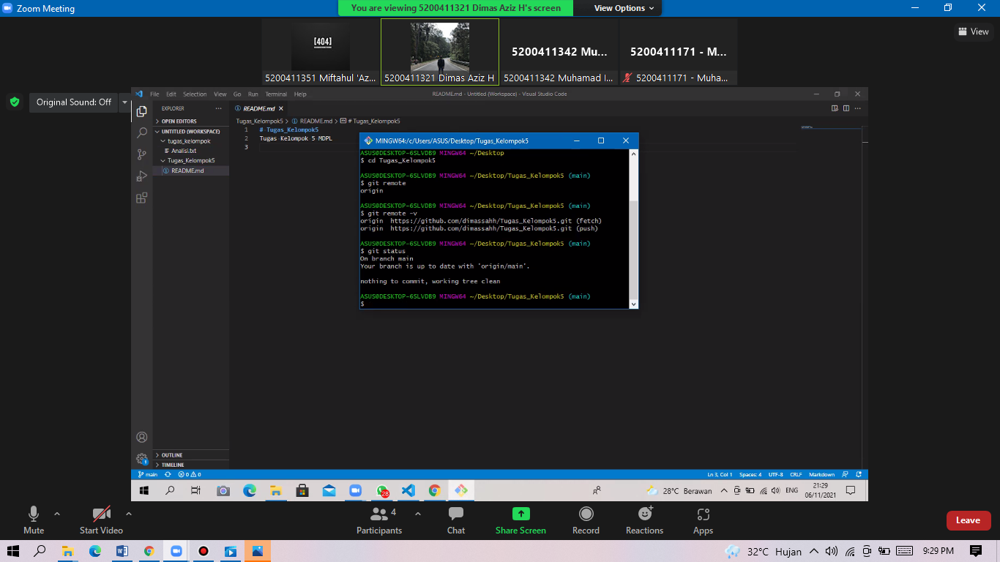 Zoom Meeting
You are viewing 5200411321 Dimas Aziz H's screen
View Options
View
[404]
5200411351 Miftahul 'Az...
5200411321 Dimas Aziz H
5200411342 Mu...
5200411342 Muhamad I...
5200411171 - M...
5200411171 - Muha...
Original Sound: Off
File Edit Selection View Go Run Terminal Help
README.md - Untitled (Workspace) - Visual Studio Code
EXPLORER
OPEN EDITORS
UNTITLED (WORKSPACE)
tugas_kelompok
Analisi.txt
Tugas_Kelompok5
README.md
OUTLINE
TIMELINE
README.md
Tugas_Kelompok5 > README.md > # Tugas_Kelompok5
1 # Tugas_Kelompok5
2 Tugas Kelompok 5 MDPL
3
MINGW64:/c/Users/ASUS/Desktop/Tugas_Kelompok5
ASUS@DESKTOP-6SLVDB9 MINGW64 ~/Desktop
$ cd Tugas_Kelompok5
ASUS@DESKTOP-6SLVDB9 MINGW64 ~/Desktop/Tugas_Kelompok5 (main)
$ git remote
origin
ASUS@DESKTOP-6SLVDB9 MINGW64 ~/Desktop/Tugas_Kelompok5 (main)
$ git remote -v
origin  https://github.com/dimassahh/Tugas_Kelompok5.git (fetch)
origin  https://github.com/dimassahh/Tugas_Kelompok5.git (push)
ASUS@DESKTOP-6SLVDB9 MINGW64 ~/Desktop/Tugas_Kelompok5 (main)
$ git status
On branch main
Your branch is up to date with 'origin/main'.
nothing to commit, working tree clean
ASUS@DESKTOP-6SLVDB9 MINGW64 ~/Desktop/Tugas_Kelompok5 (main)
$
1
main
0 0
Ln 3, Col 1 Spaces: 4 UTF-8 CRLF Markdown
28
28°C Berawan
ENG
21:29
06/11/2021
Mute
Start Video
Participants
4
Chat
Share Screen
Record
Reactions
Apps
Leave
32°C Hujan
9:29 PM